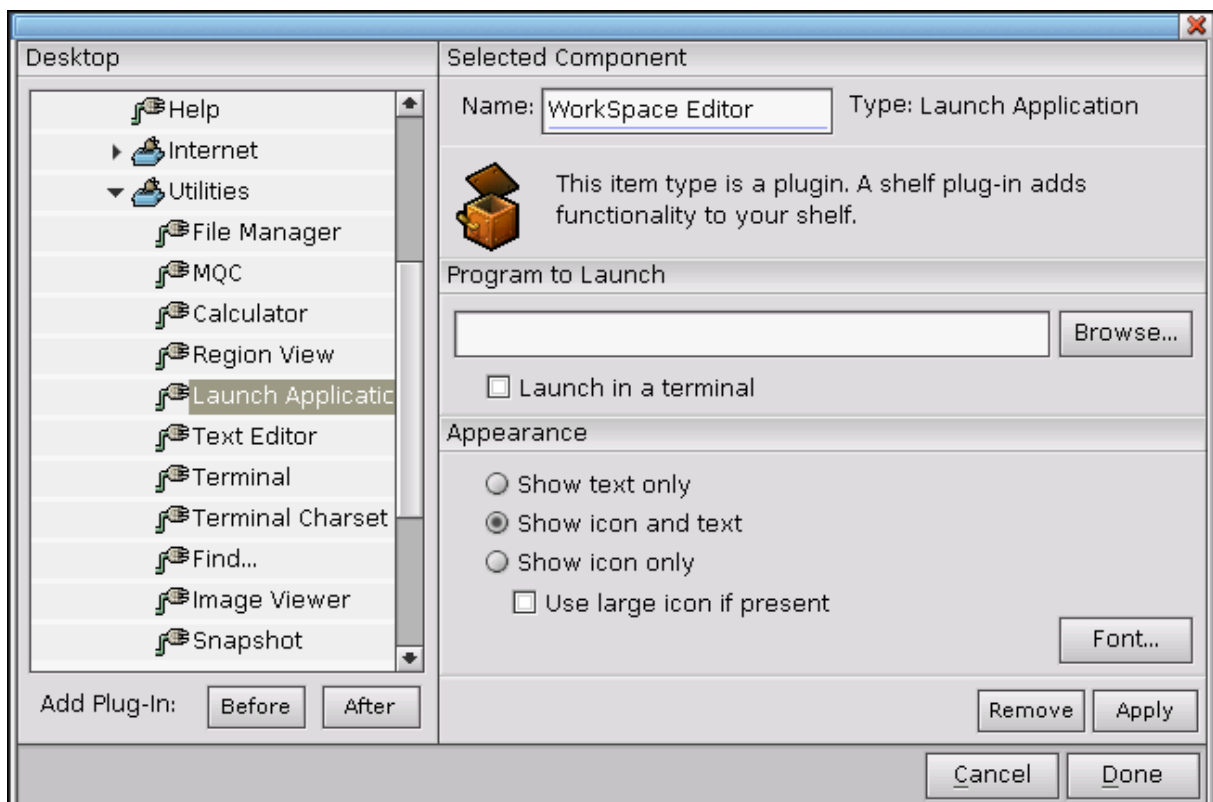 Desktop
Help
Internet
Utilities
File Manager
MQC
Calculator
Region View
Launch Applicatic
Text Editor
Terminal
Terminal Charset
Find...
Image Viewer
Snapshot
Add Plug-In: Before After
Selected Component
Name: WorkSpace Editor Type: Launch Application
This item type is a plugin. A shelf plug-in adds
functionality to your shelf.
Program to Launch
Browse...
Launch in a terminal
Appearance
Show text only
Show icon and text
Show icon only
Use large icon if present
Font...
Remove Apply
Cancel Done